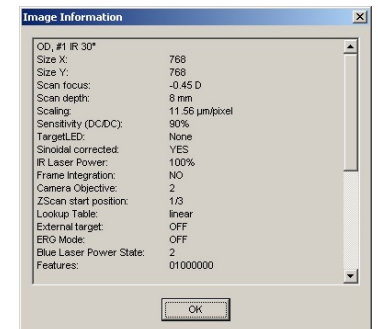 Image Information
OD, #1 IR 30°
Size X: 768
Size Y: 768
Scan focus: -0.45 D
Scan depth: 8 mm
Scaling: 11.56 µm/pixel
Sensitivity (DC/DC): 90%
TargetLED: None
Sinoidal corrected: YES
IR Laser Power: 100%
Frame Integration: NO
Camera Objective: 2
ZScan start position: 1/3
Lookup Table: linear
External target: OFF
ERG Mode: OFF
Blue Laser Power State: 2
Features: 01000000
OK